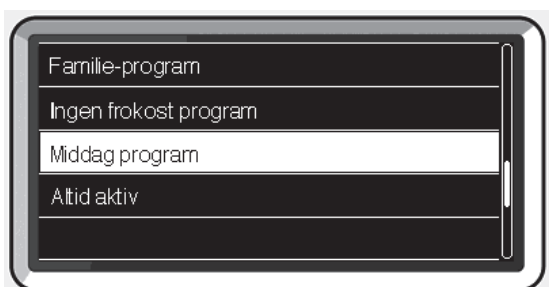 Familie-program
Ingen frokost program
Middag program
Altid aktiv